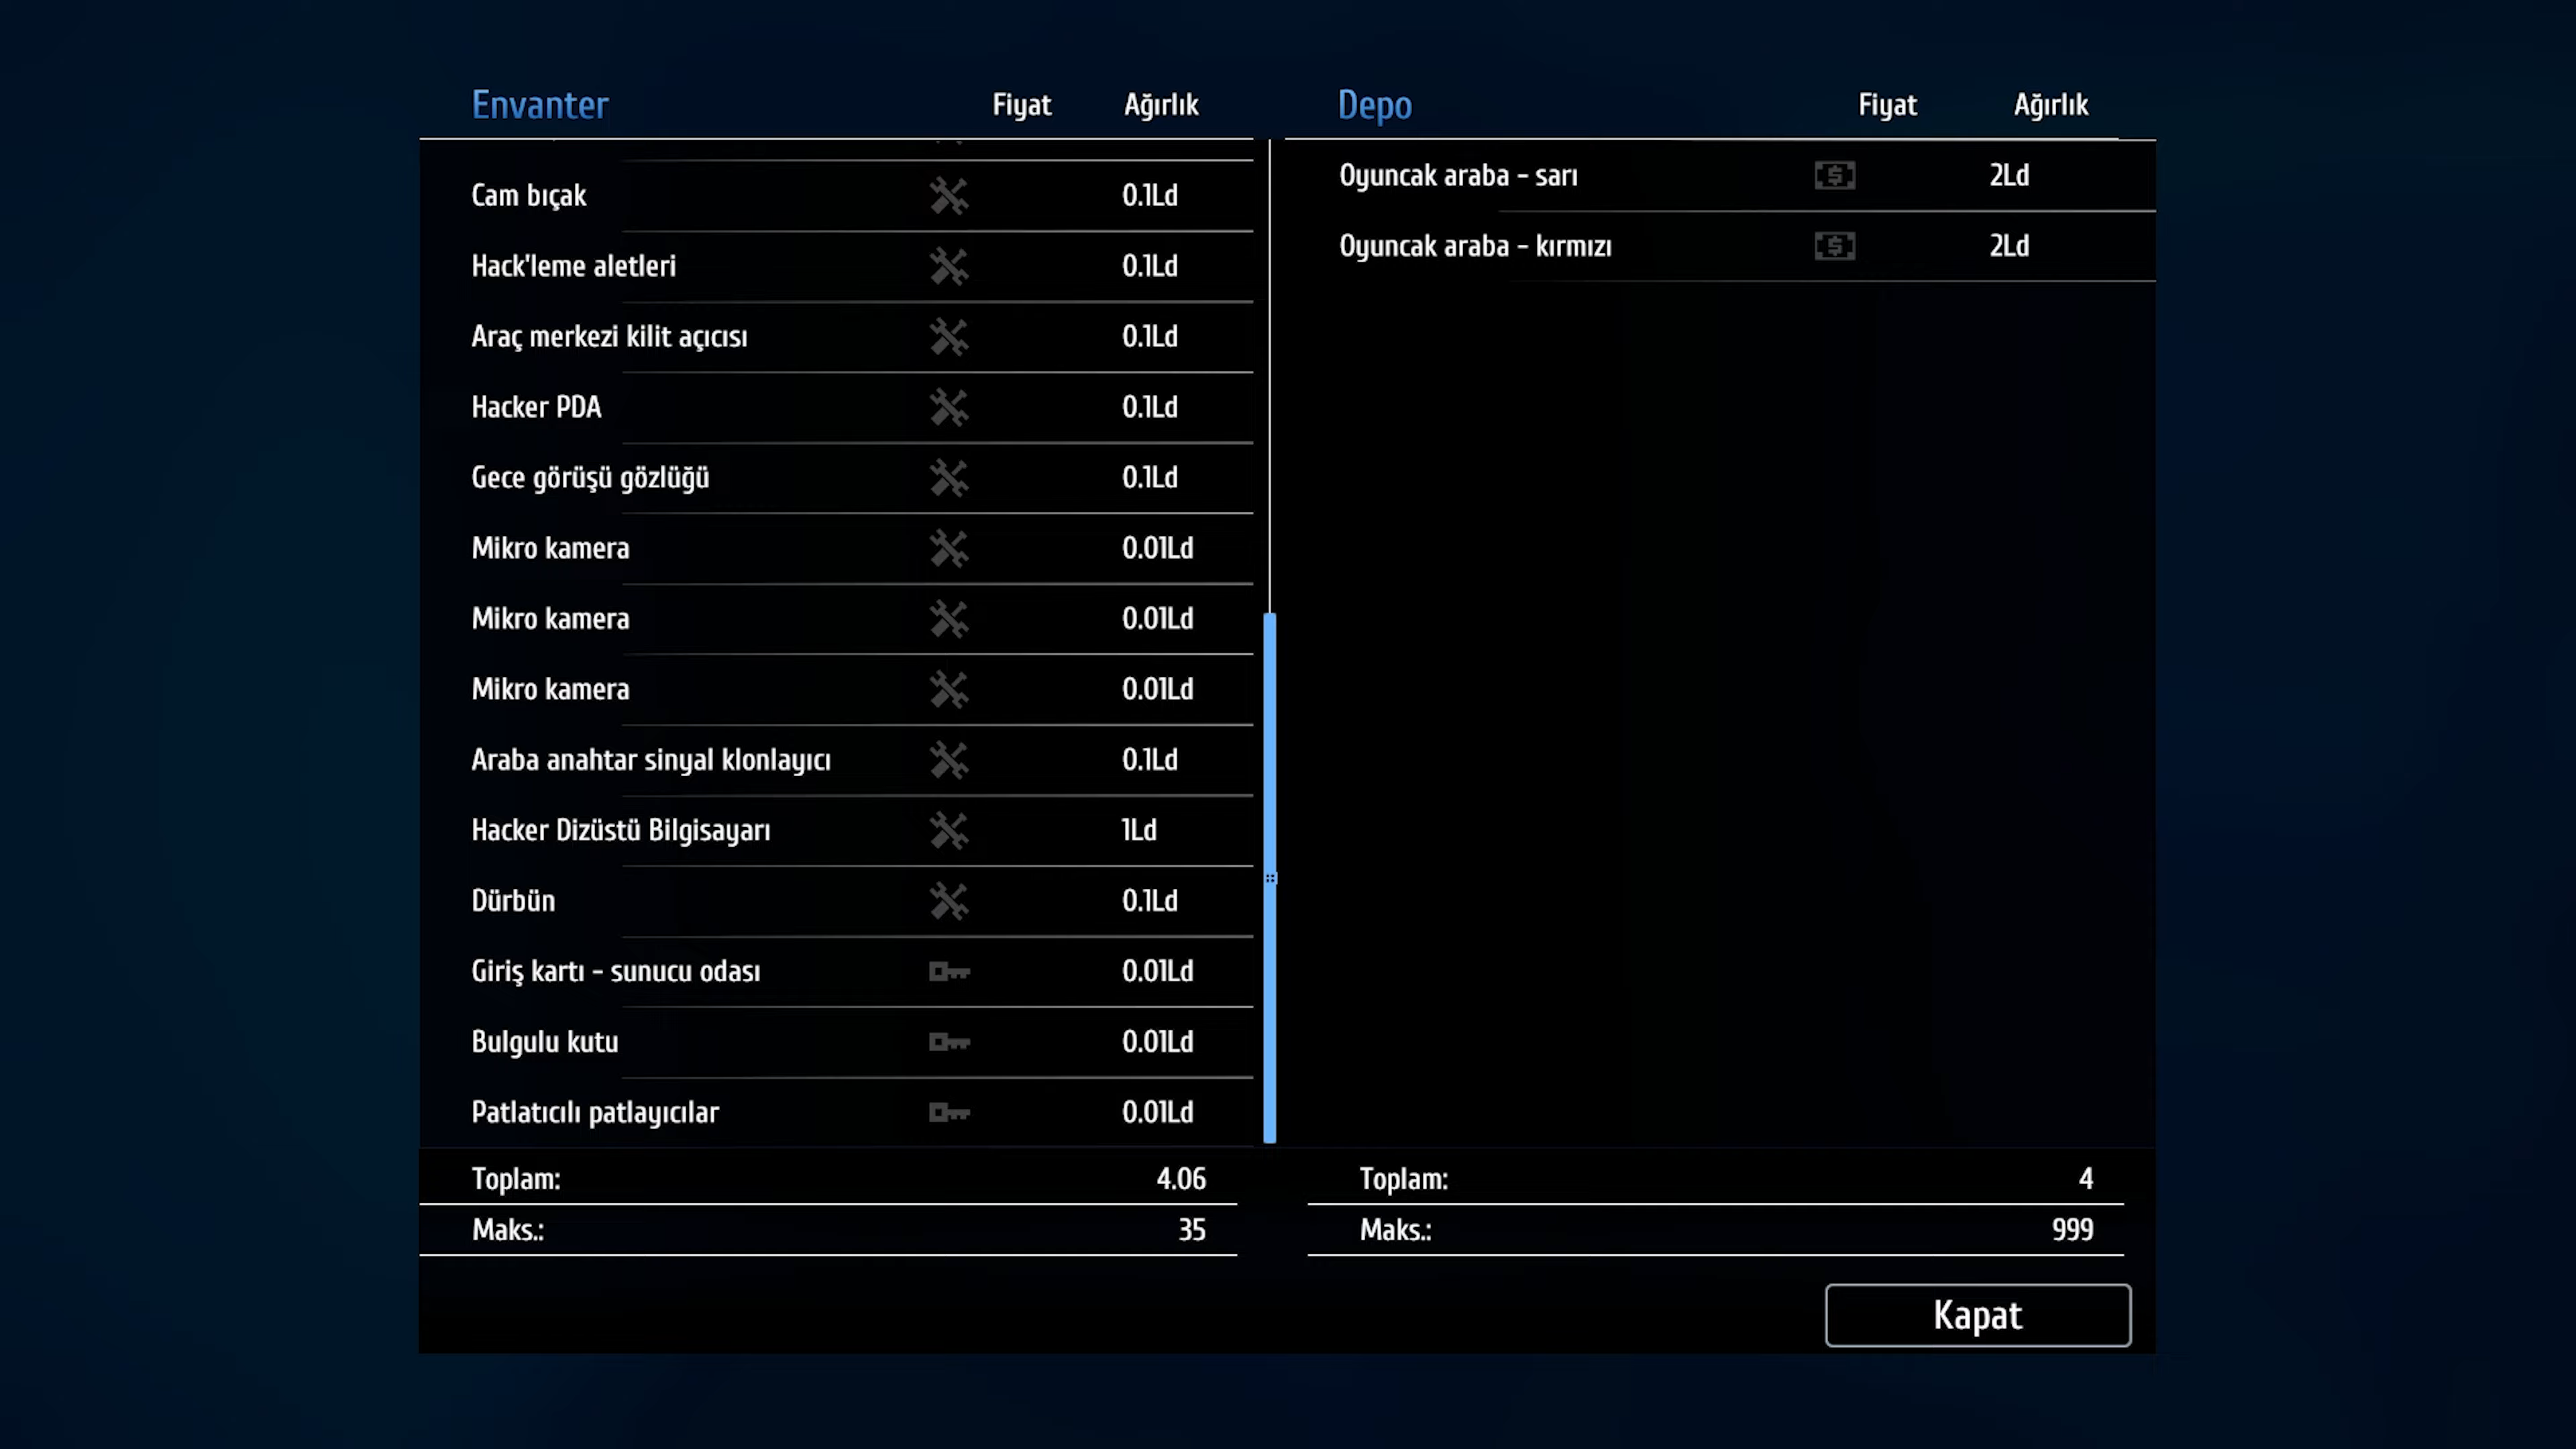 Envanter Fiyat Ağırlık
Cam bıçak 0.1Ld
Hack'leme aletleri 0.1Ld
Araç merkezi kilit açıcısı 0.1Ld
Hacker PDA 0.1Ld
Gece görüşü gözlüğü 0.1Ld
Mikro kamera 0.01Ld
Mikro kamera 0.01Ld
Mikro kamera 0.01Ld
Araba anahtar sinyal klonlayıcı 0.1Ld
Hacker Dizüstü Bilgisayarı 1Ld
Dürbün 0.1Ld
Giriş kartı - sunucu odası 0.01Ld
Bulgulu kutu 0.01Ld
Patlatıcılı patlayıcılar 0.01Ld
Toplam: 4.06
Maks.: 35
Depo Fiyat Ağırlık
Oyuncak araba - sarı 2Ld
Oyuncak araba - kırmızı 2Ld
Toplam: 4
Maks.: 999
Kapat